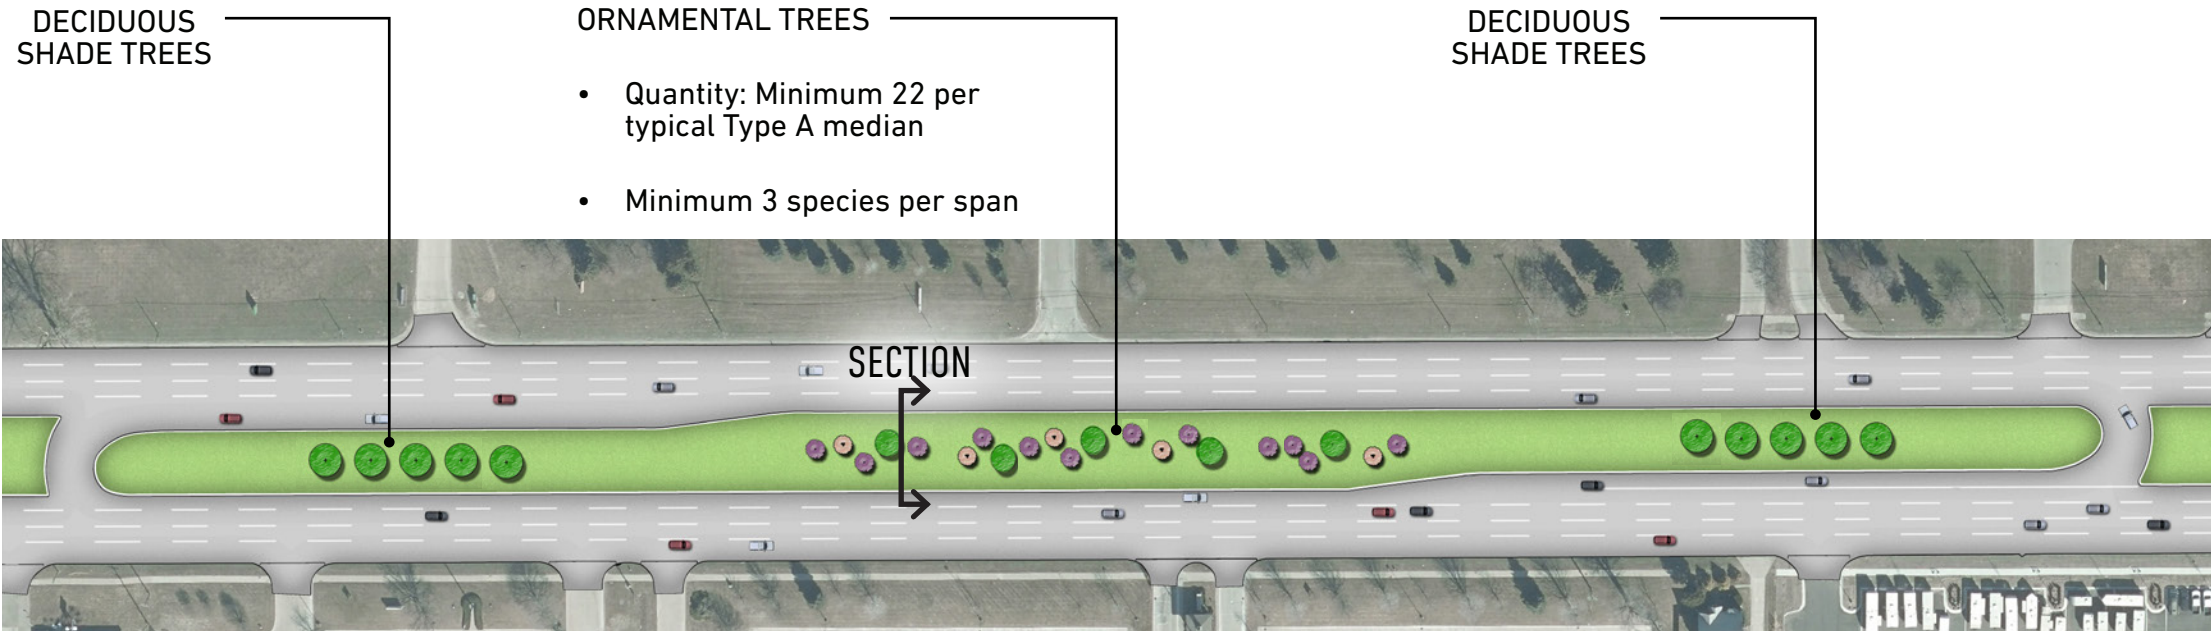 DECIDUOUS
SHADE TREES
ORNAMENTAL TREES
• Quantity: Minimum 22 per
typical Type A median
• Minimum 3 species per span
DECIDUOUS
SHADE TREES
SECTION